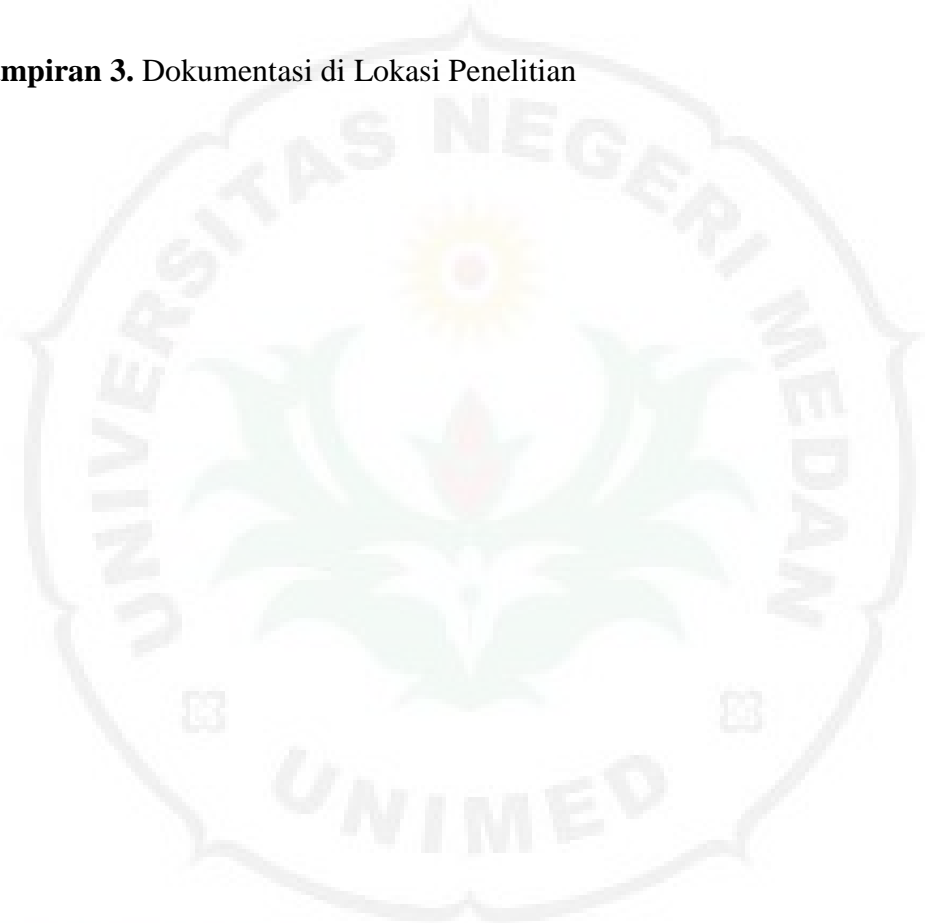 mpiran 3. Dokumentasi di Lokasi Penelitian
UNIVERSITAS NEGERI MEDAN
UNIMED